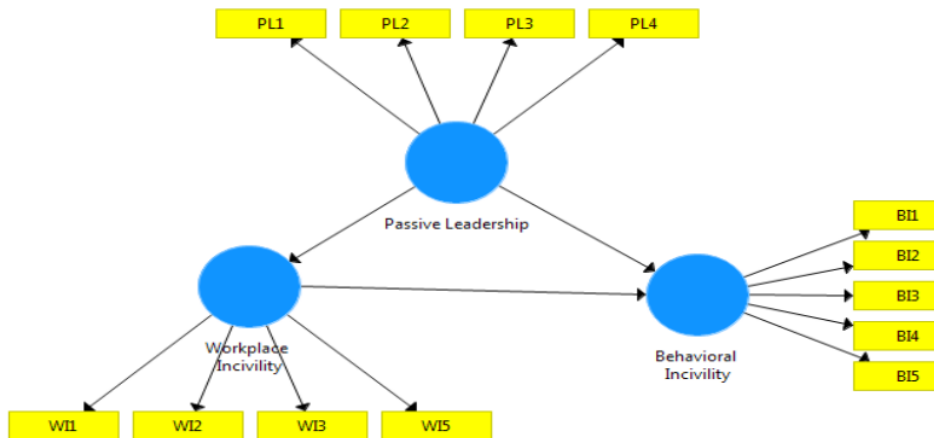 PL1 PL2 PL3 PL4
Passive Leadership
BI1
BI2
BI3
BI4
BI5
Workplace
Incivility
Behavioral
Incivility
WI1 WI2 WI3 WI5